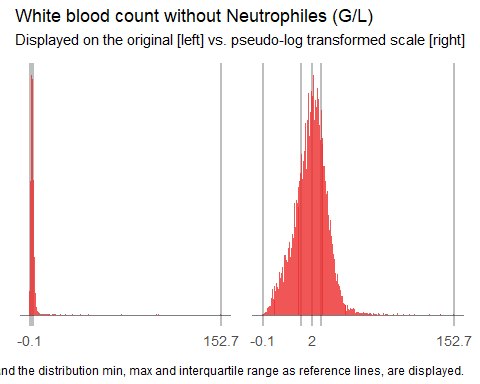 White blood count without Neutrophiles (G/L)
Displayed on the original [left] vs. pseudo-log transformed scale [right]
-0.1 152.7 -0.1 2 152.7
nd the distribution min, max and interquartile range as reference lines, are displayed.